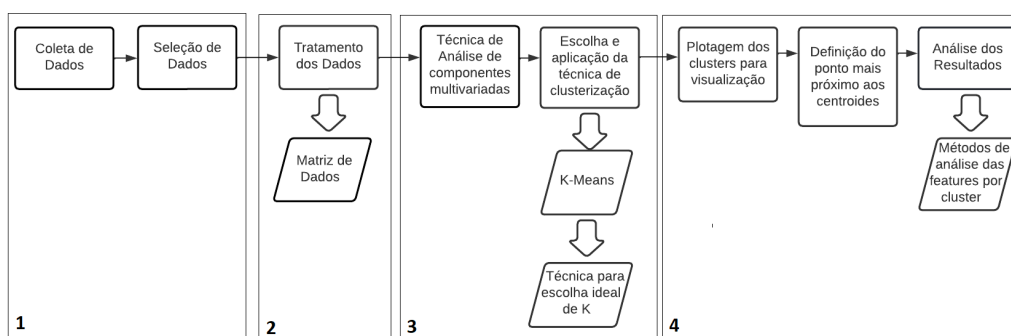 Coleta de
Dados
Seleção de
Dados
1
Tratamento
dos Dados
Matriz de
Dados
2
Técnica de
Análise de
componentes
multivariadas
Escolha e
aplicação da
técnica de
clusterização
K-Means
Técnica para
escolha ideal
de K
3
Plotagem dos
clusters para
visualização
Definição do
ponto mais
próximo aos
centroides
Análise dos
Resultados
Métodos de
análise das
features por
cluster
4